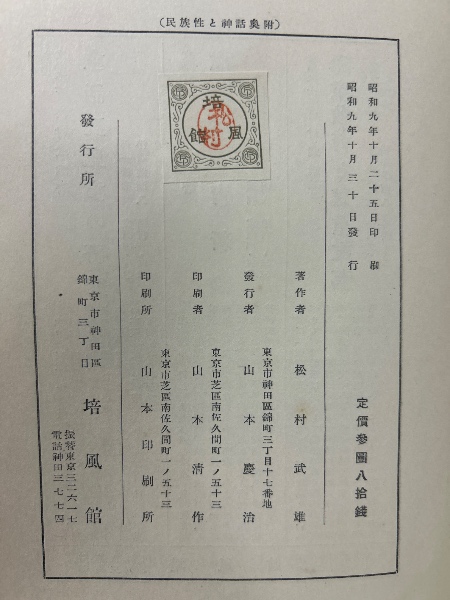 （附奧話神と性族民）
昭和九年十月二十五日印刷
昭和九年十月三十日發行
定價參圓八拾錢
著作者 松村武雄
東京市神田區錦町三丁目十七番地
發行者 山本慶治
東京市芝區南佐久間町一ノ五十三
印刷者 山本淸作
東京市芝區南佐久間町一ノ五十三
印刷所 山本印刷所
培風館
松村
發行所
東京市神田區
錦町三丁目
培風館
振替東京三二六一七
電話神田三七七四